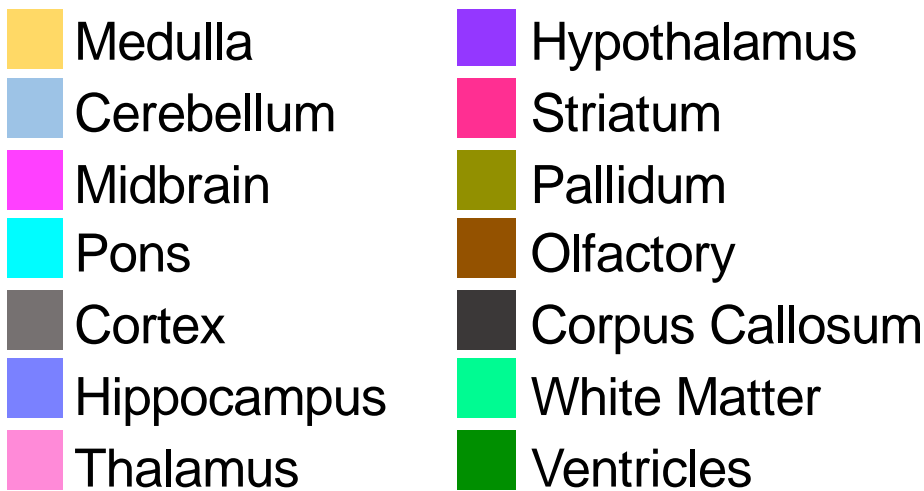 Medulla
Cerebellum
Midbrain
Pons
Cortex
Hippocampus
Thalamus
Hypothalamus
Striatum
Pallidum
Olfactory
Corpus Callosum
White Matter
Ventricles